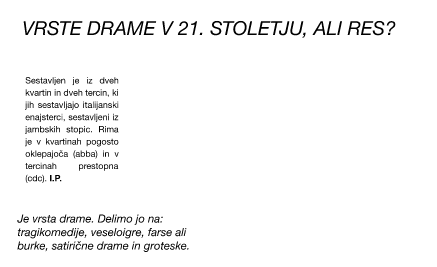 VRSTE DRAME V 21. STOLETJU, ALI RES?
Sestavljen je iz dveh
kvartin in dveh tercin, ki
jih sestavljajo italijanski
enajsterci, sestavljeni iz
jambskih stopic. Rima
je v kvartinah pogosto
oklepajoča (abba) in v
tercinah prestopna
(cdc). I.P.
Je vrsta drame. Delimo jo na:
tragikomedije, veseloigre, farse ali
burke, satirične drame in groteske.